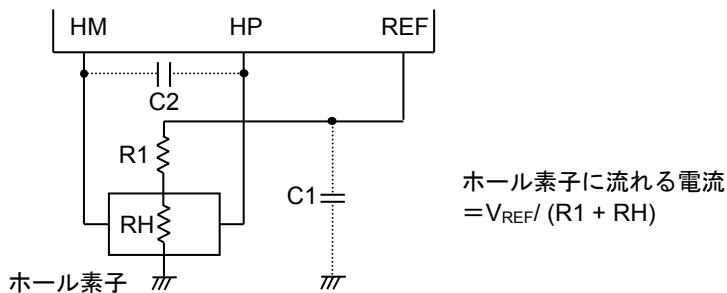 HM HP REF
C2
R1
C1
RH
ホール素子
ホール素子に流れる電流
＝VREF/ (R1 + RH)